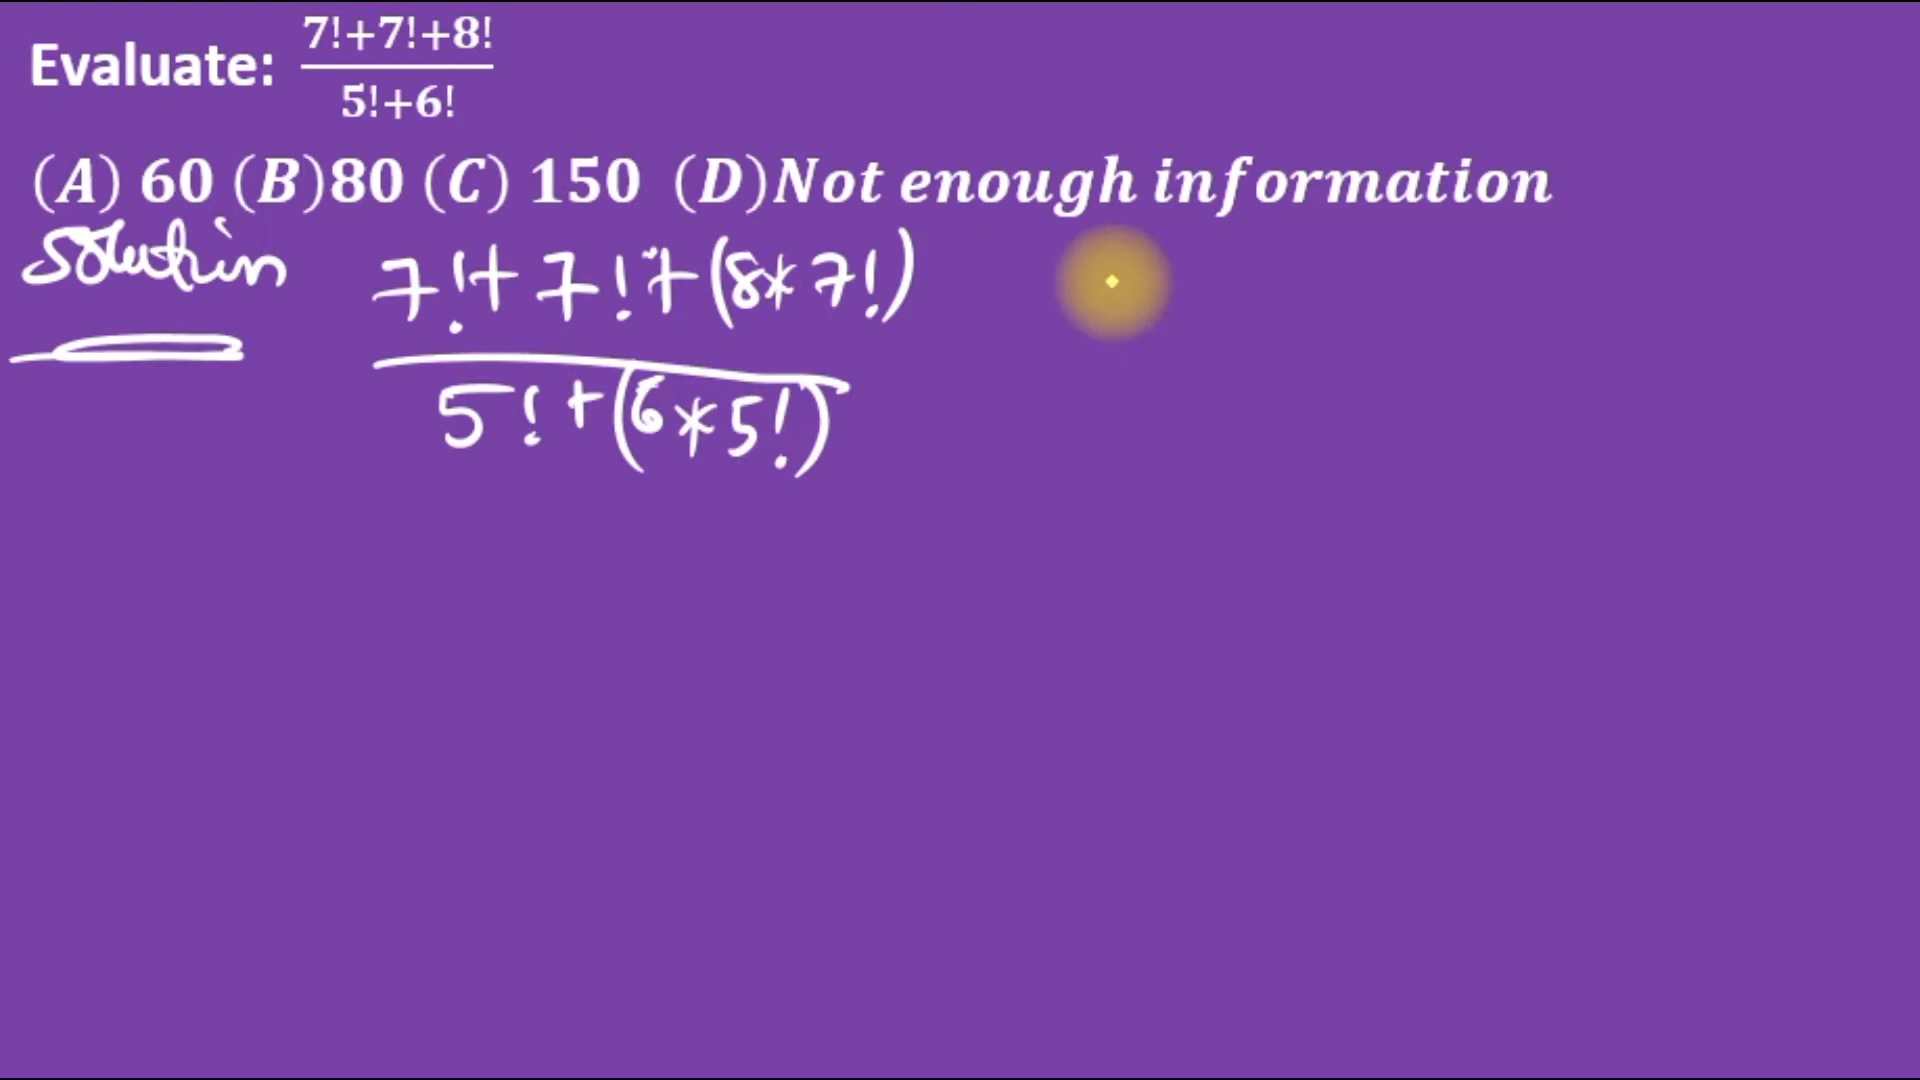 Evaluate: 7!+7!+8!
5!+6!
(A) 60 (B)80 (C) 150 (D)Not enough information
Solution 7!+7!+(8*7!)
5!+(6*5!)